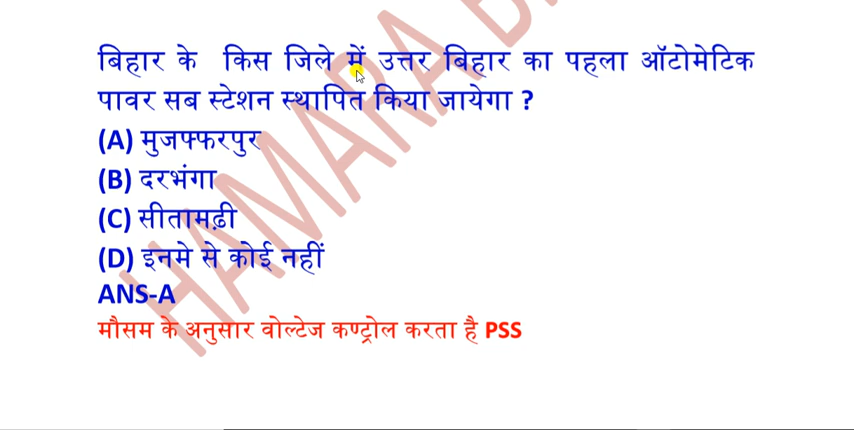 बिहार के किस जिले में उत्तर बिहार का पहला ऑटोमेटिक
पावर सब स्टेशन स्थापित किया जायेगा ?
(A) मुजफ्फरपुर
(B) दरभंगा
(C) सीतामढ़ी
(D) इनमे से कोई नहीं
ANS-A
मौसम के अनुसार वोल्टेज कण्ट्रोल करता है PSS
HAMARA B